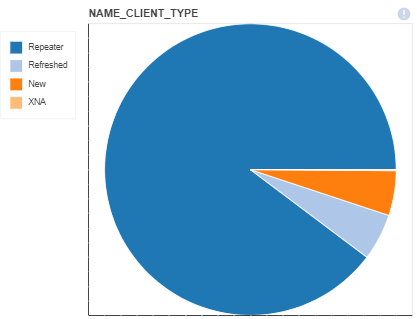 NAME_CLIENT_TYPE
Repeater
Refreshed
New
XNA